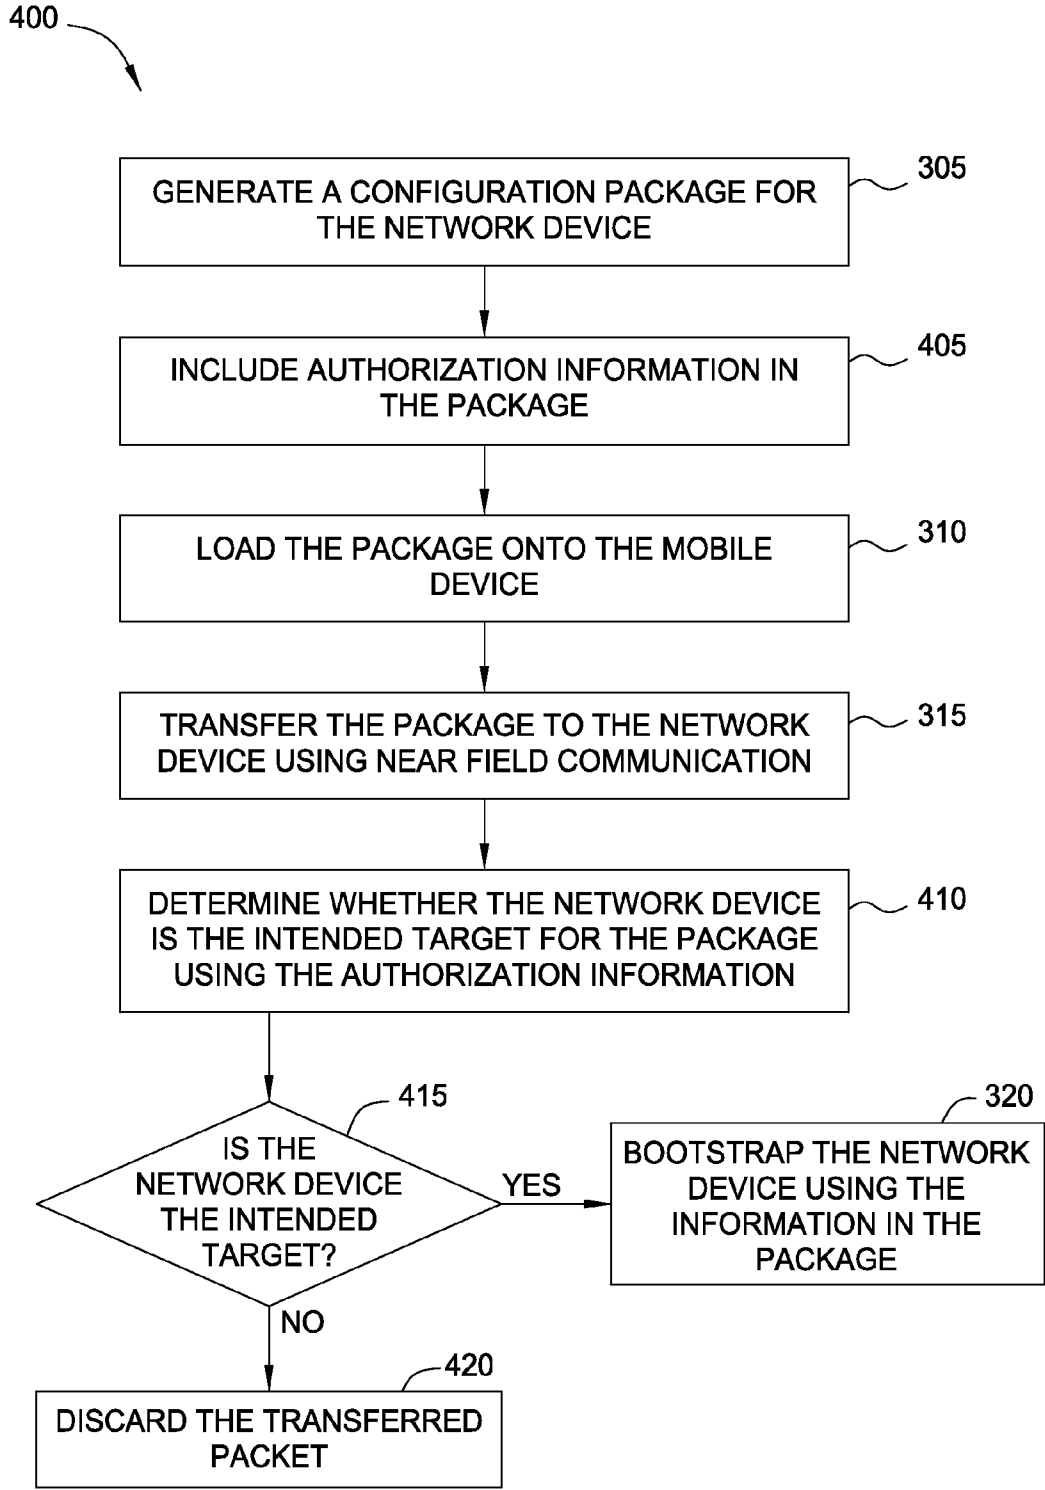 400
305
GENERATE A CONFIGURATION PACKAGE FOR
THE NETWORK DEVICE
405
INCLUDE AUTHORIZATION INFORMATION IN
THE PACKAGE
310
LOAD THE PACKAGE ONTO THE MOBILE
DEVICE
315
TRANSFER THE PACKAGE TO THE NETWORK
DEVICE USING NEAR FIELD COMMUNICATION
410
DETERMINE WHETHER THE NETWORK DEVICE
IS THE INTENDED TARGET FOR THE PACKAGE
USING THE AUTHORIZATION INFORMATION
415
IS THE
NETWORK DEVICE
THE INTENDED
TARGET?
YES
320
BOOTSTRAP THE NETWORK
DEVICE USING THE
INFORMATION IN THE
PACKAGE
NO
420
DISCARD THE TRANSFERRED
PACKET